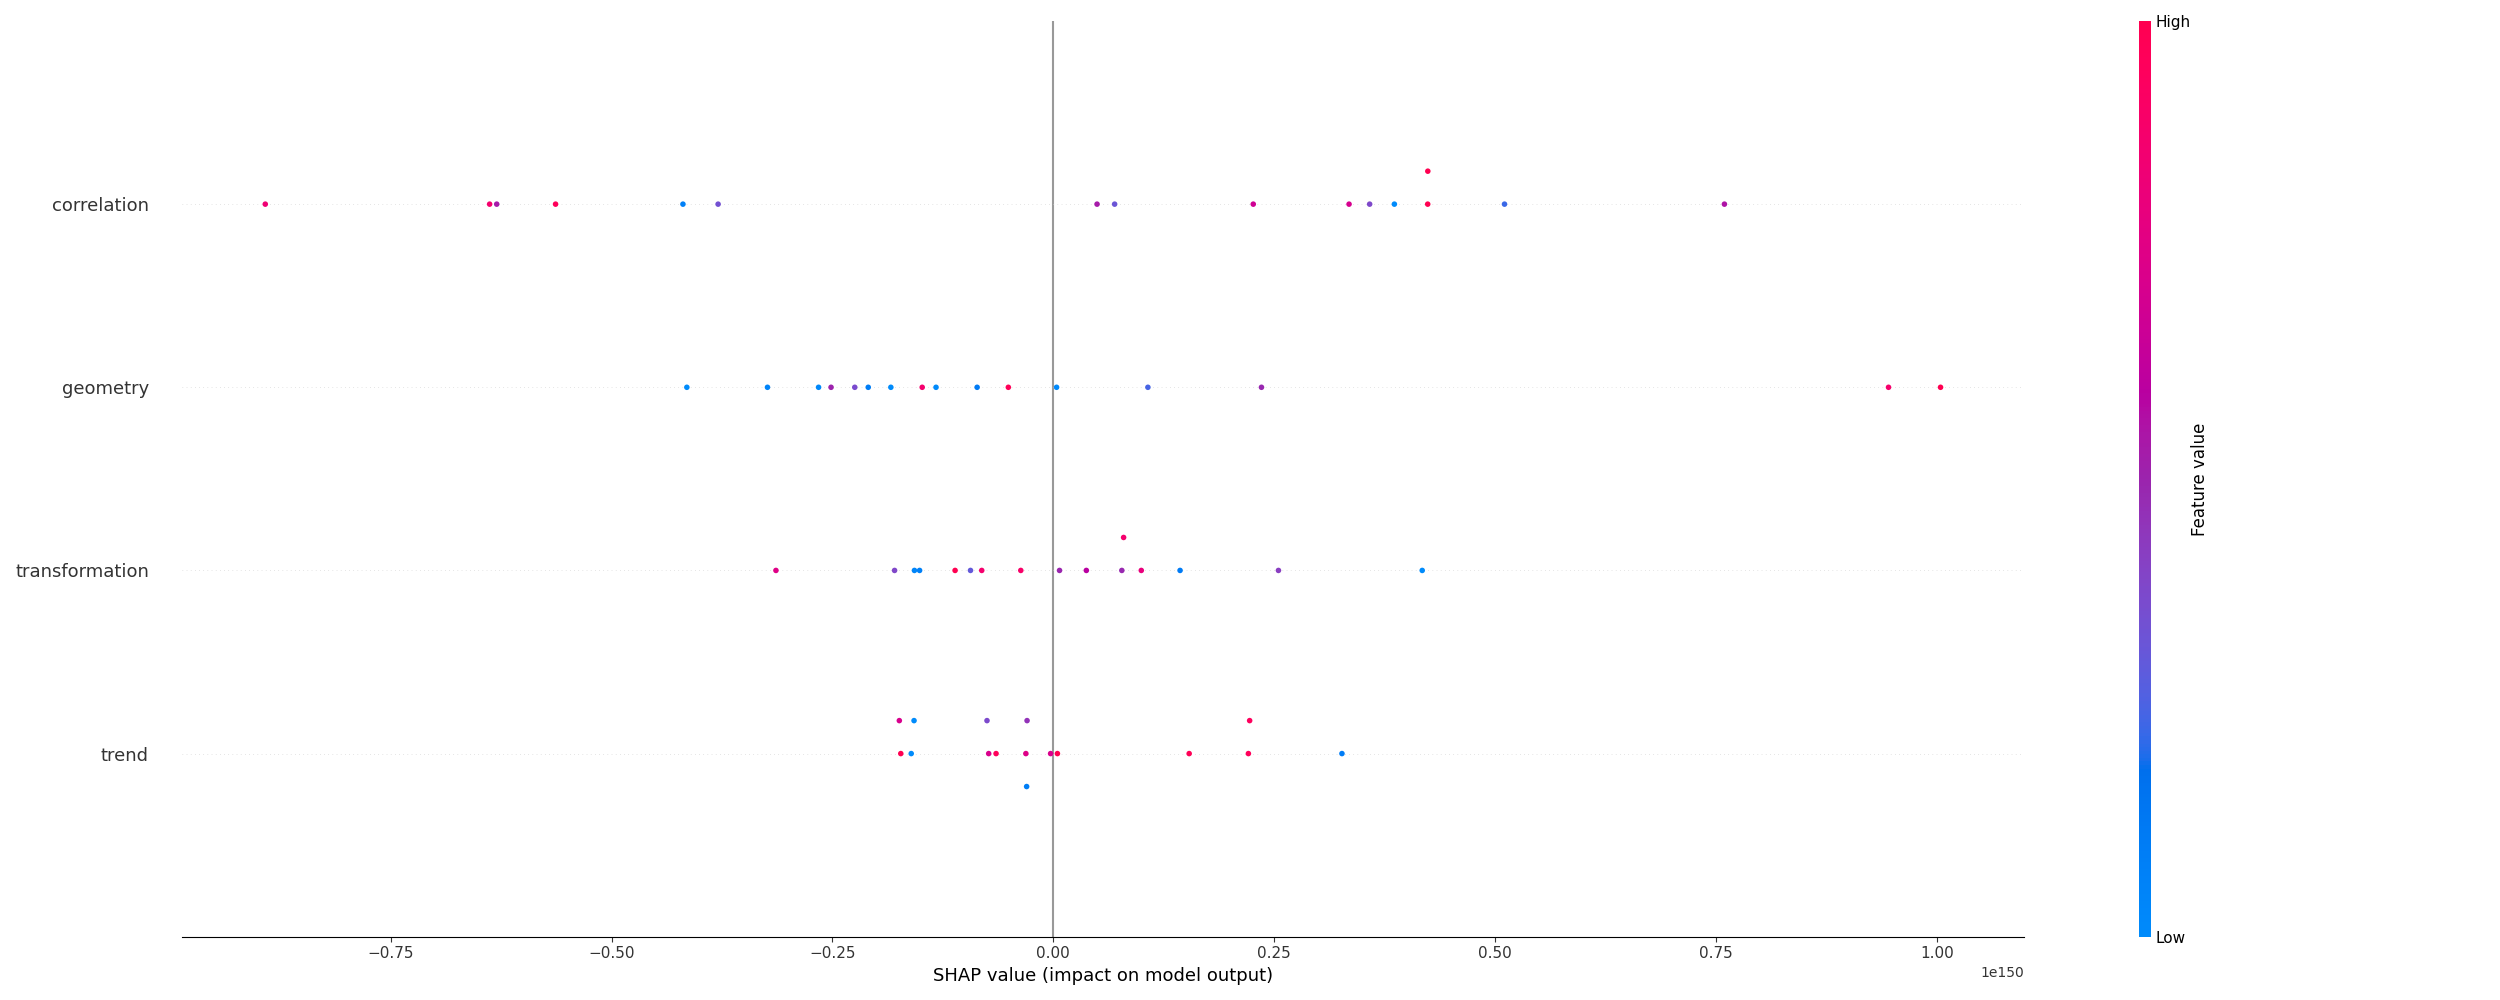 High
correlation
geometry
Feature value
transformation
trend
Low
−0.75 −0.50 −0.25 0.00 0.25 0.50 0.75 1.00
1e150
SHAP value (impact on model output)